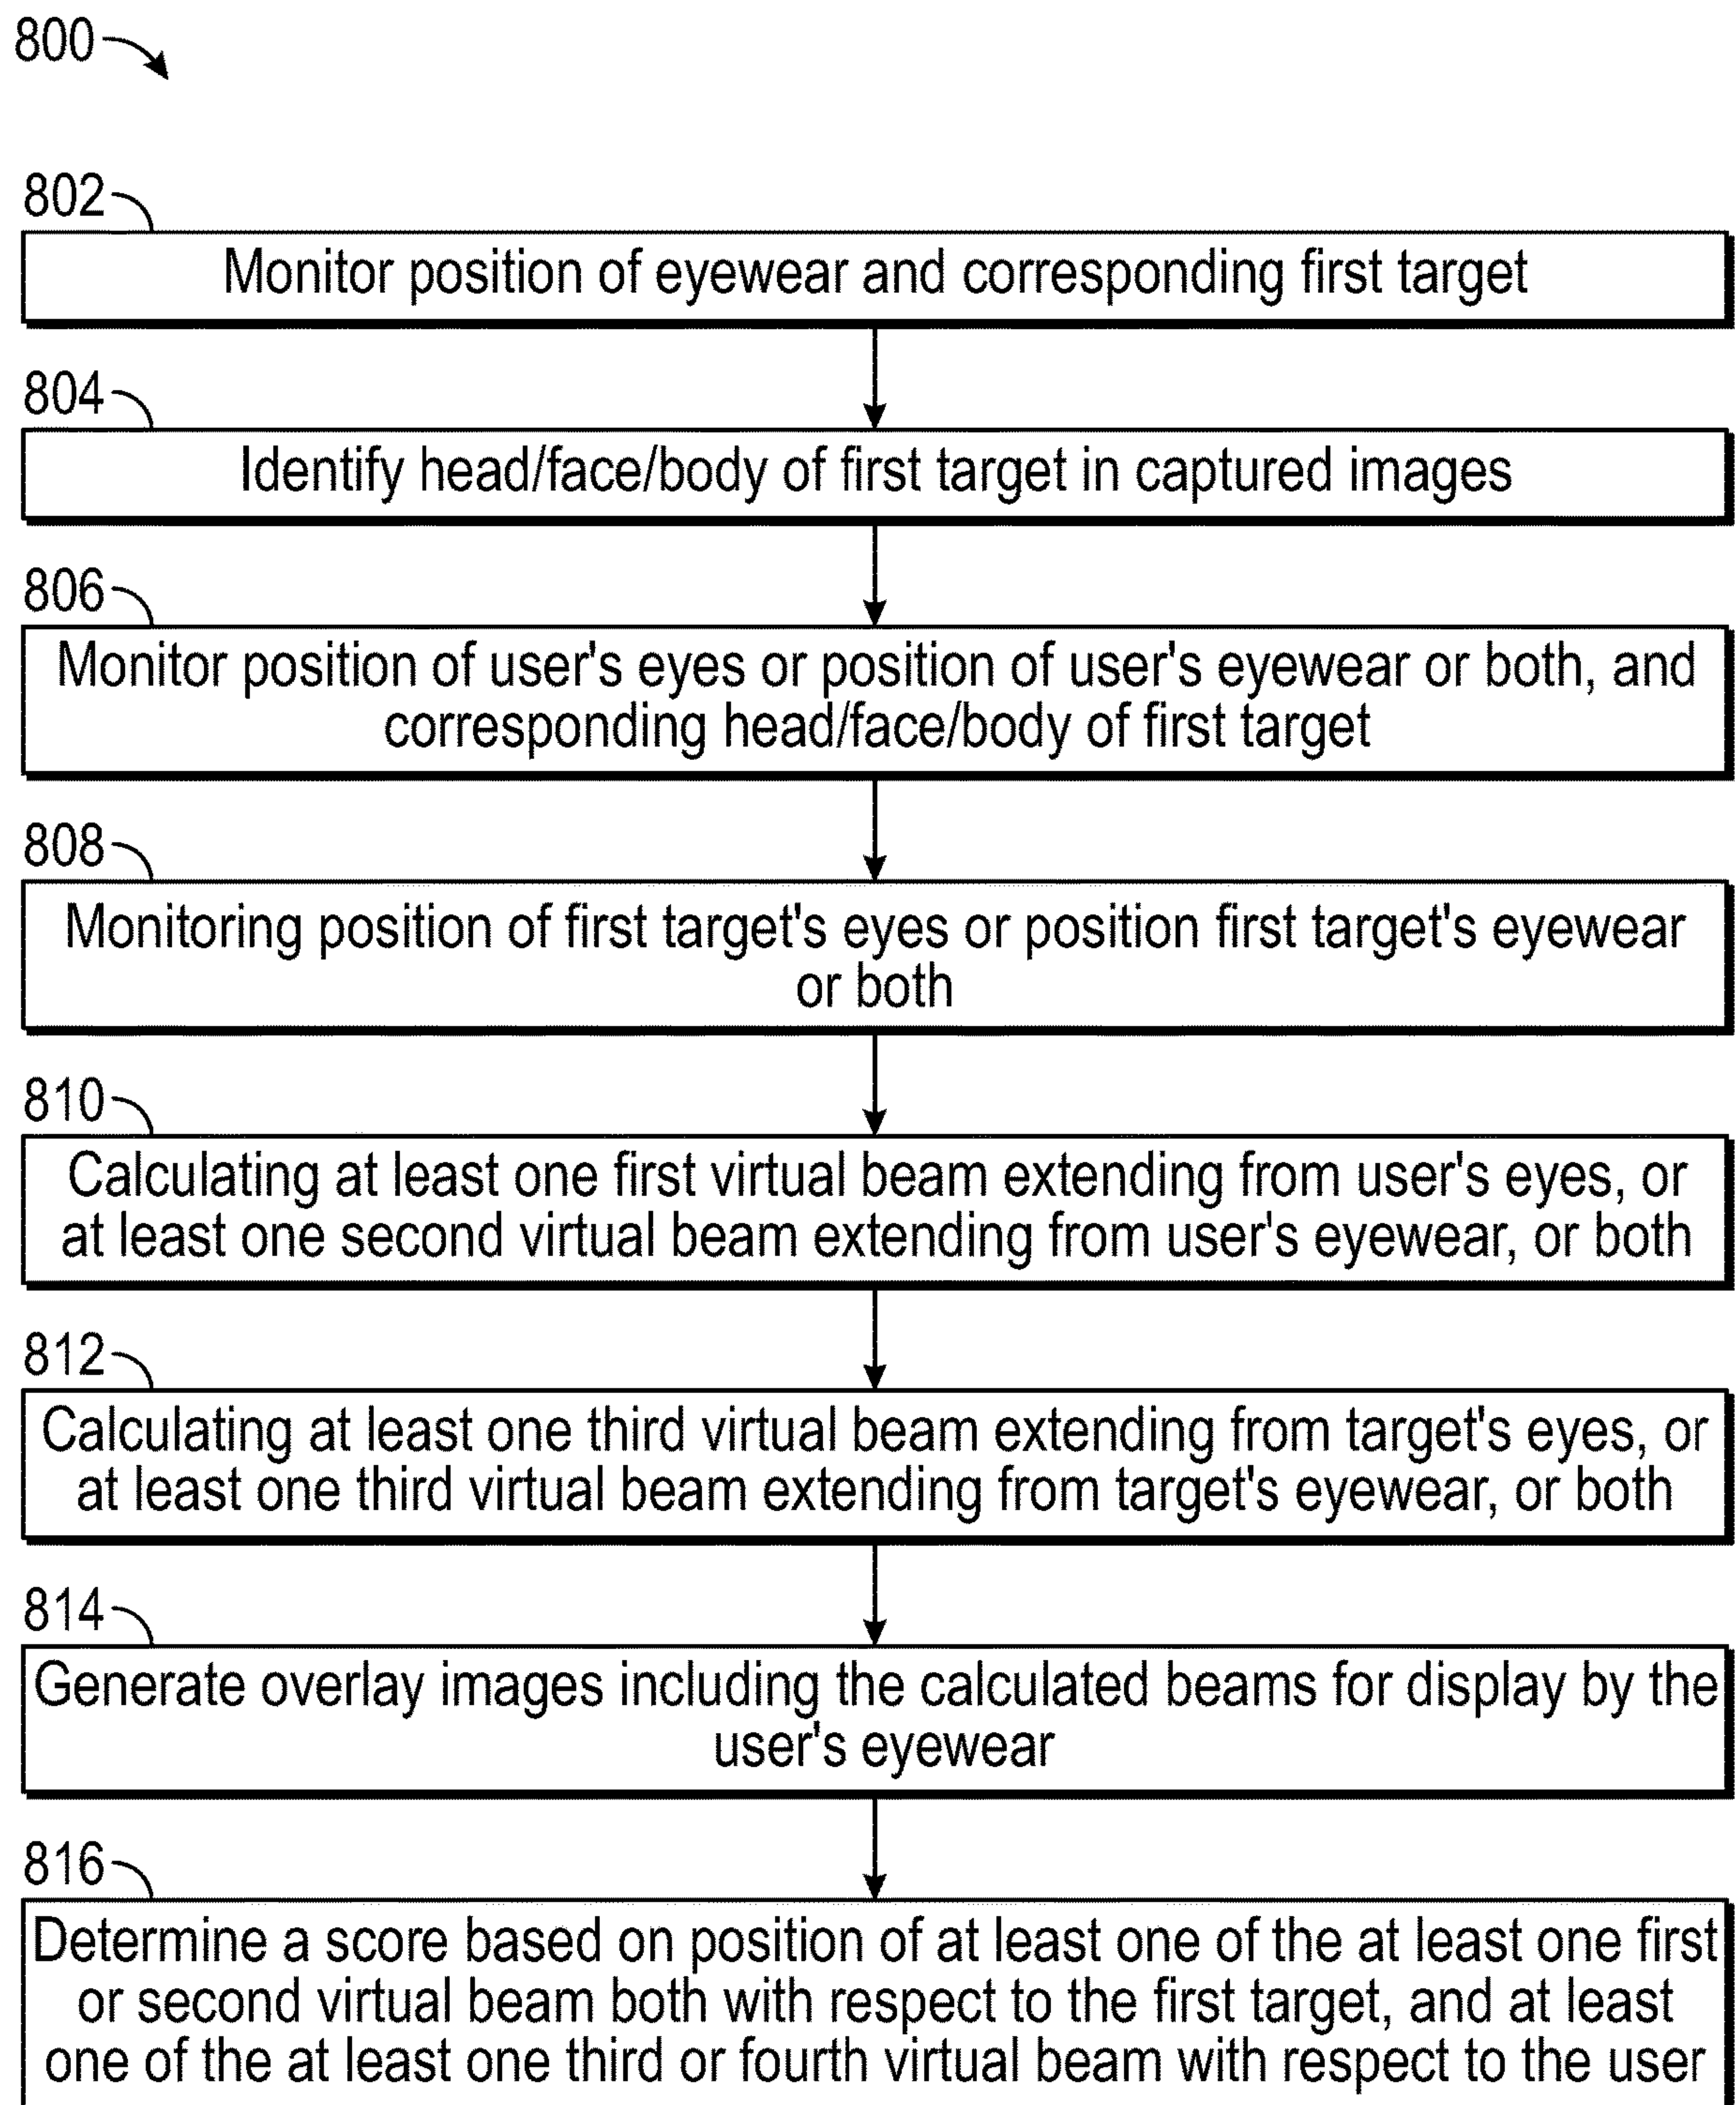 800
802
Monitor position of eyewear and corresponding first target
804
Identify head/face/body of first target in captured images
806
Monitor position of user's eyes or position of user's eyewear or both, and
corresponding head/face/body of first target
808
Monitoring position of first target's eyes or position first target's eyewear
or both
810
Calculating at least one first virtual beam extending from user's eyes, or
at least one second virtual beam extending from user's eyewear, or both
812
Calculating at least one third virtual beam extending from target's eyes, or
at least one third virtual beam extending from target's eyewear, or both
814
Generate overlay images including the calculated beams for display by the
user's eyewear
816
Determine a score based on position of at least one of the at least one first
or second virtual beam both with respect to the first target, and at least
one of the at least one third or fourth virtual beam with respect to the user